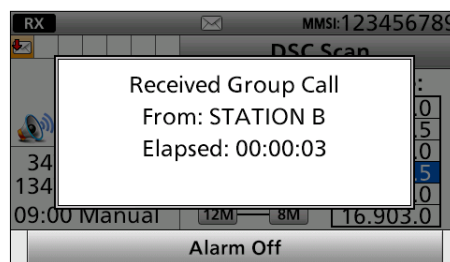 RX MMSI:123456789
DSC Scan
Received Group Call
From: STATION B
Elapsed: 00:00:03
34
134
09:00 Manual 12M 8M 16.903.0
Alarm Off